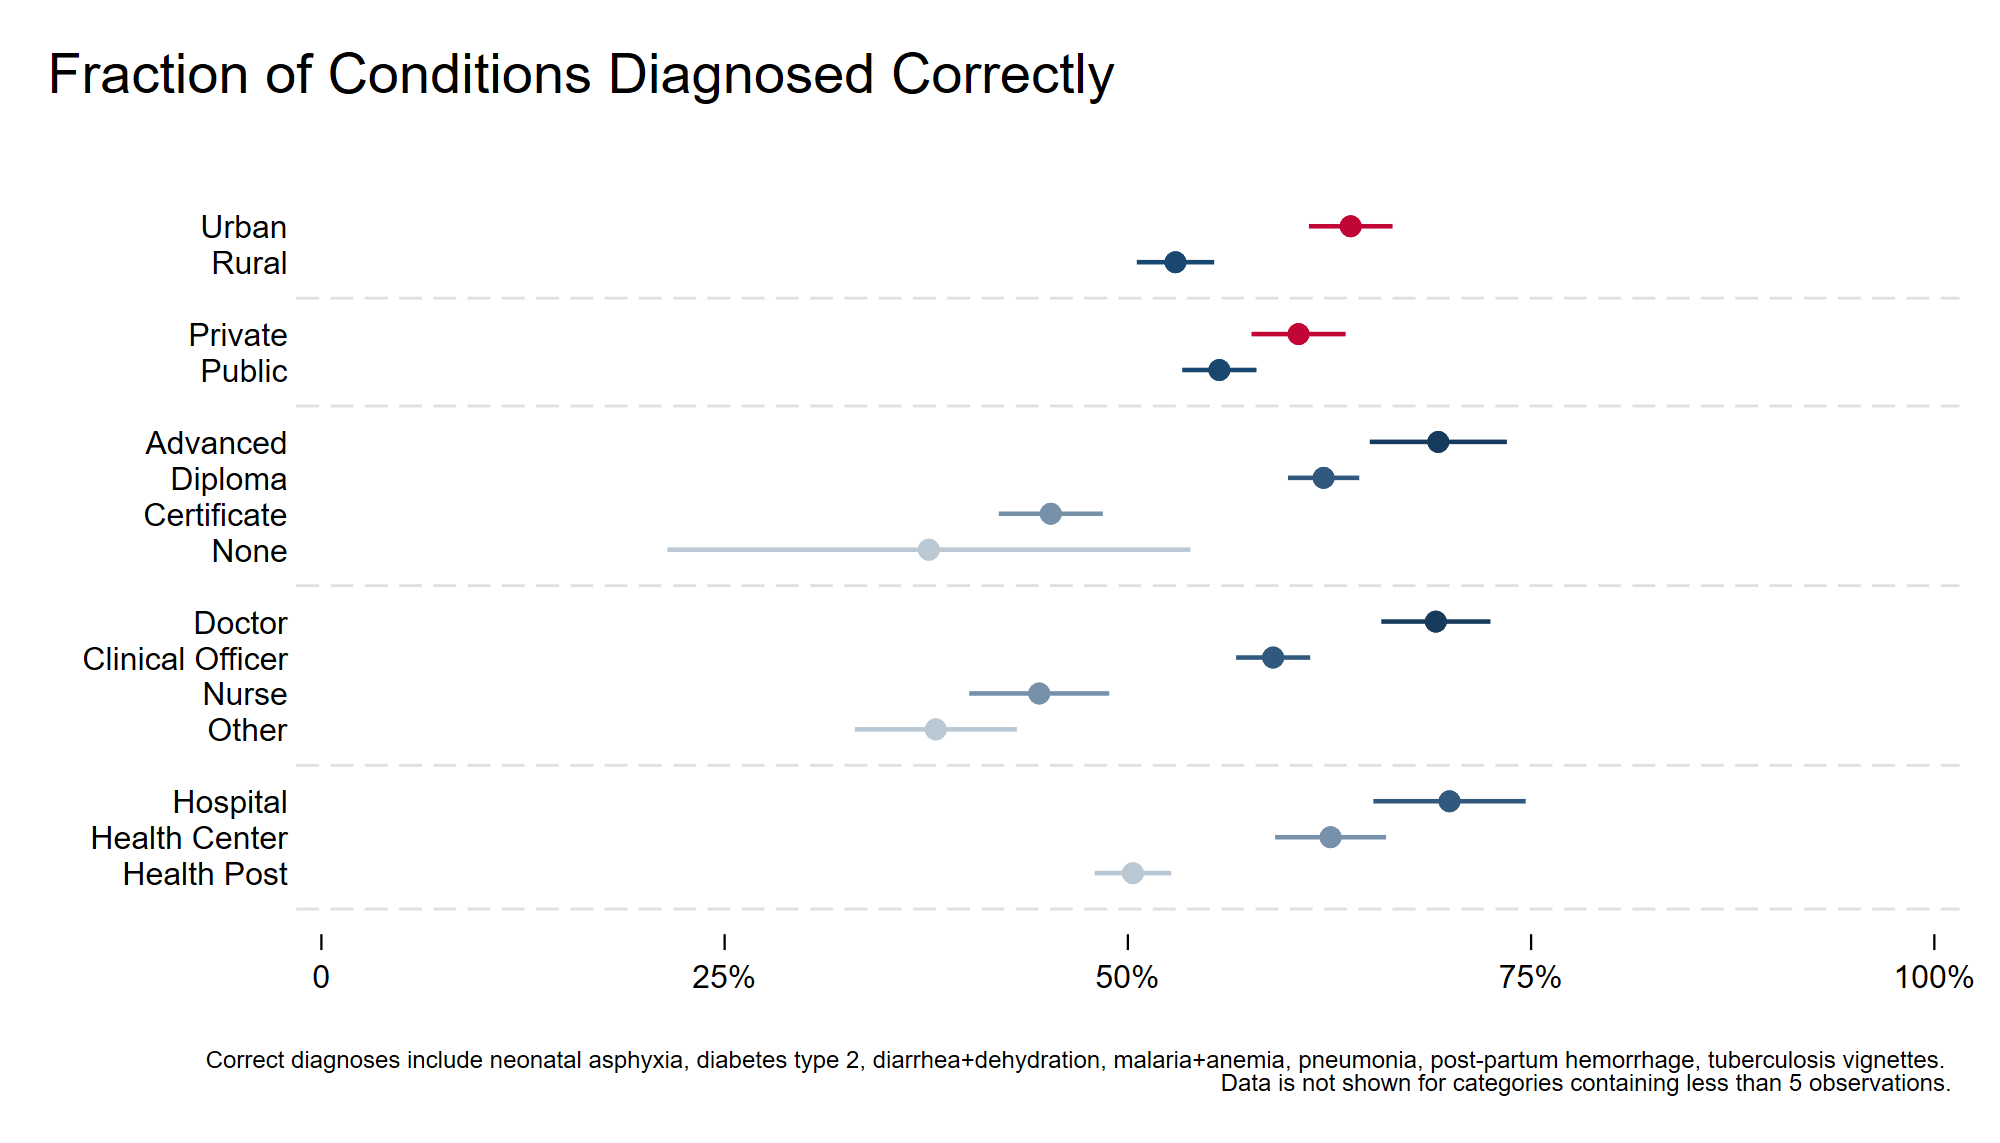 Fraction of Conditions Diagnosed Correctly
Urban
Rural
Private
Public
Advanced
Diploma
Certificate
None
Doctor
Clinical Officer
Nurse
Other
Hospital
Health Center
Health Post
0 25% 50% 75% 100%
Correct diagnoses include neonatal asphyxia, diabetes type 2, diarrhea+dehydration, malaria+anemia, pneumonia, post-partum hemorrhage, tuberculosis vignettes.
Data is not shown for categories containing less than 5 observations.